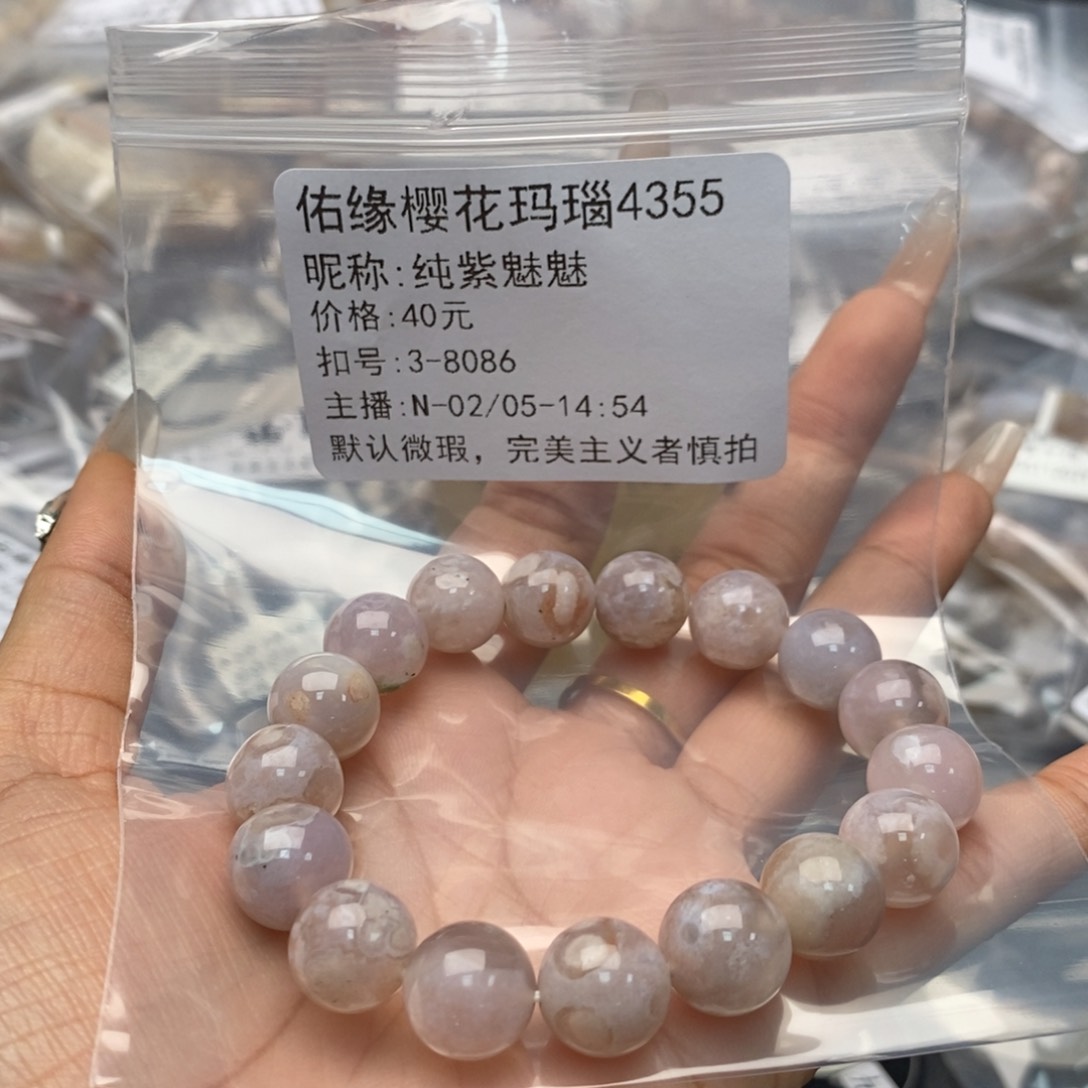 佑缘樱花玛瑙4355
昵称:纯紫魅魅
价格:40元
扣号:3-8086
主播:N-02/05-14:54
默认微瑕，完美主义者慎拍